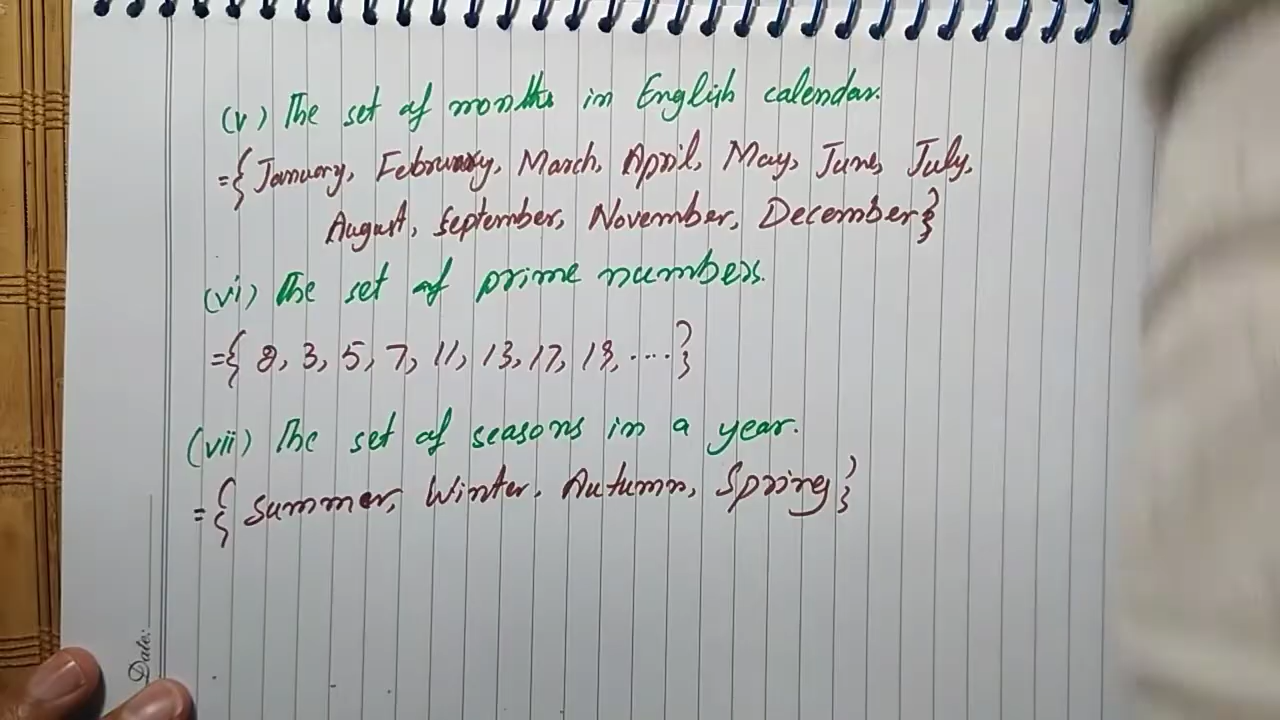 (v) The set of months in English calendar.
={January, February, March, April, May, June, July,
August, September, November, December}
(vi) The set of prime numbers.
={ 2, 3, 5, 7, 11, 13, 17, 19, ....}
(vii) The set of seasons in a year.
={ Summer, Winter, Autumn, Spring}
Date: